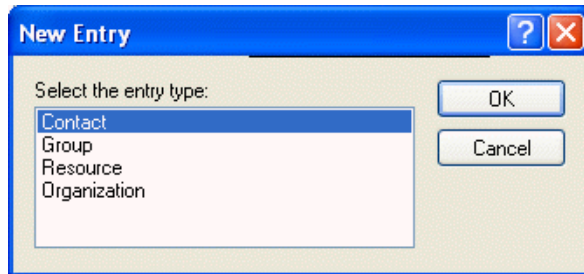 New Entry
?
Select the entry type:
OK
Contact
Group
Cancel
Resource
Organization